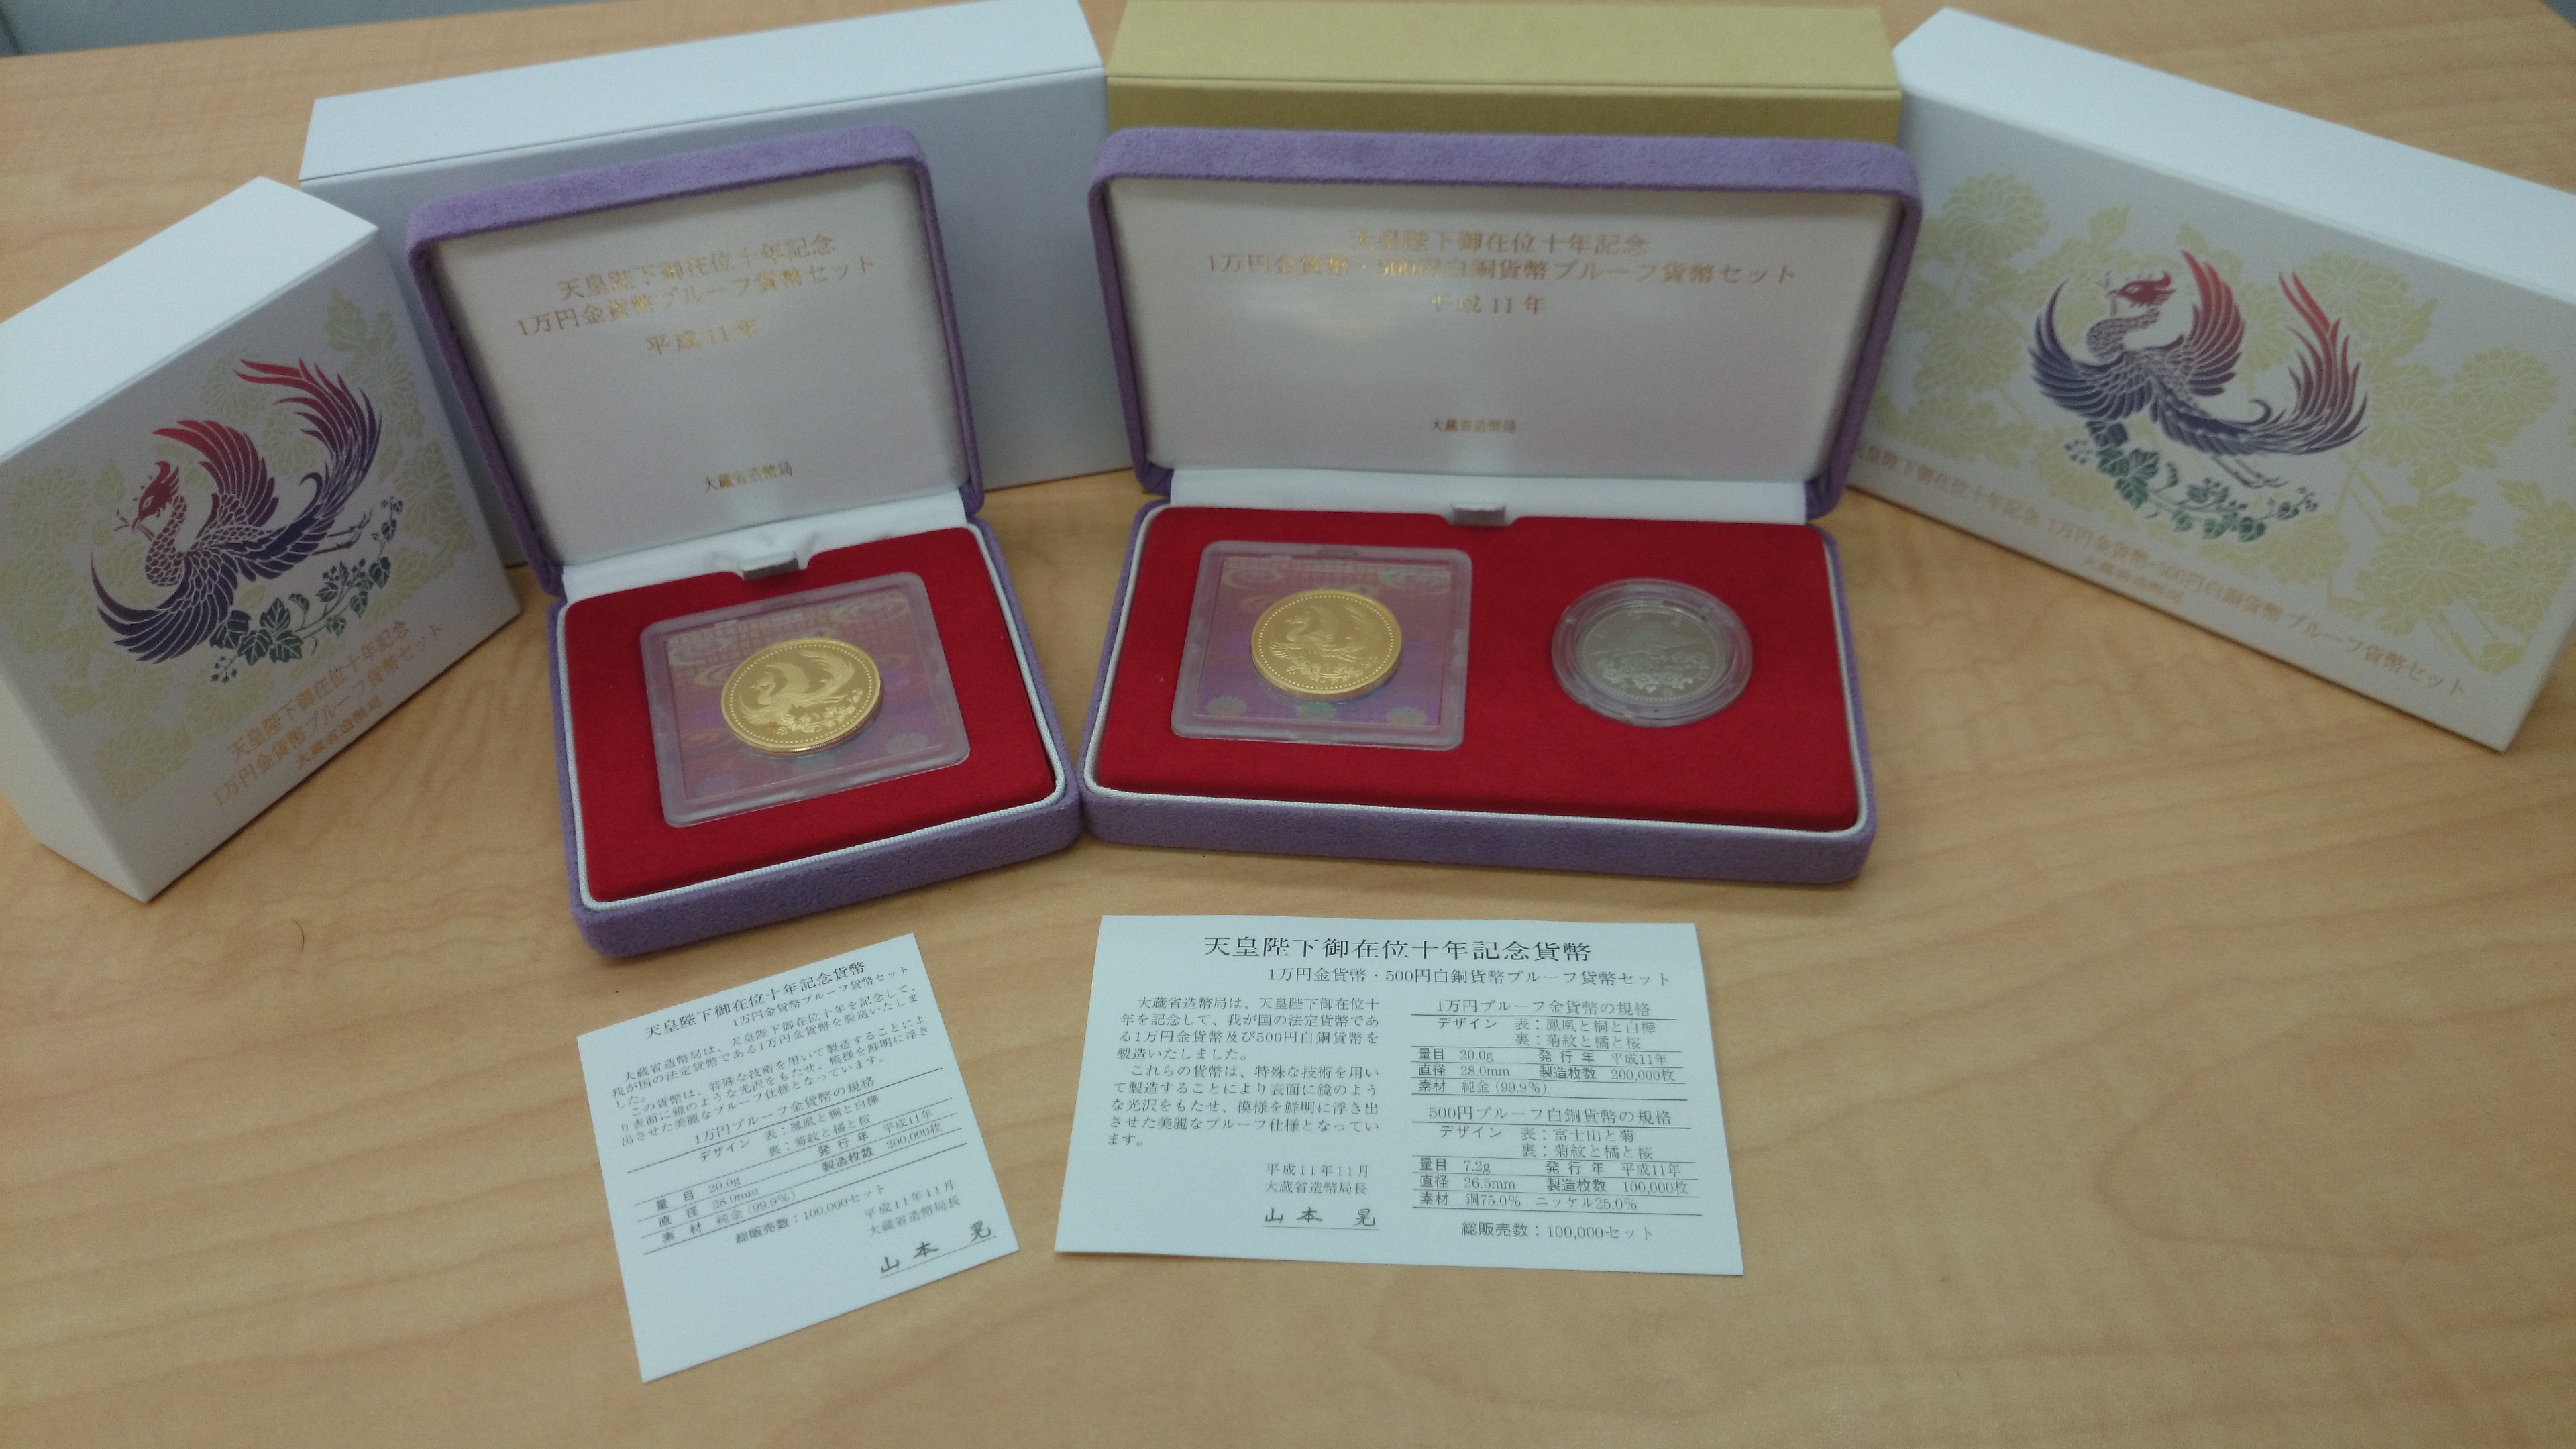 天皇陛下御在位十年記念
1万円金貨幣プルーフ貨幣セット
大蔵省造幣局
天皇陛下御在位十年記念
1万円金貨幣プルーフ貨幣セット
平成11年
大蔵省造幣局
天皇陛下御在位十年記念
1万円金貨幣・500円白銅貨幣プルーフ貨幣セット
平成11年
大蔵省造幣局
天皇陛下御在位十年記念 1万円金貨幣・500円白銅貨幣プルーフ貨幣セット
大蔵省造幣局
天皇陛下御在位十年記念貨幣
1万円金貨幣プルーフ貨幣セット
大蔵省造幣局は、天皇陛下御在位十年を記念して、
我が国の法定貨幣である1万円金貨幣を製造いたしま
した。
この貨幣は、特殊な技術を用いて製造することによ
り表面に鏡のような光沢をもたせ、模様を鮮明に浮き
出させた美麗なプルーフ仕様となっています。
1万円プルーフ金貨幣の規格
デザイン 表：鳳凰と桐と白樺
裏：菊紋と橘と桜
量目 20.0g 発行年 平成11年
直径 28.0mm 製造枚数 200,000枚
素材 純金(99.9%)
総販売数：100,000セット
平成11年11月
大蔵省造幣局長
山本 晃
天皇陛下御在位十年記念貨幣
1万円金貨幣・500円白銅貨幣プルーフ貨幣セット
大蔵省造幣局は、天皇陛下御在位十
年を記念して、我が国の法定貨幣であ
る1万円金貨幣及び500円白銅貨幣を
製造いたしました。
これらの貨幣は、特殊な技術を用い
て製造することにより表面に鏡のよう
な光沢をもたせ、模様を鮮明に浮き出
させた美麗なプルーフ仕様となってい
ます。
平成11年11月
大蔵省造幣局長
山本 晃
1万円プルーフ金貨幣の規格
デザイン 表：鳳凰と桐と白樺
裏：菊紋と橘と桜
量目 20.0g 発行年 平成11年
直径 28.0mm 製造枚数 200,000枚
素材 純金(99.9%)
500円プルーフ白銅貨幣の規格
デザイン 表：富士山と菊
裏：菊紋と橘と桜
量目 7.2g 発行年 平成11年
直径 26.5mm 製造枚数 100,000枚
素材 銅75.0% ニッケル25.0%
総販売数：100,000セット